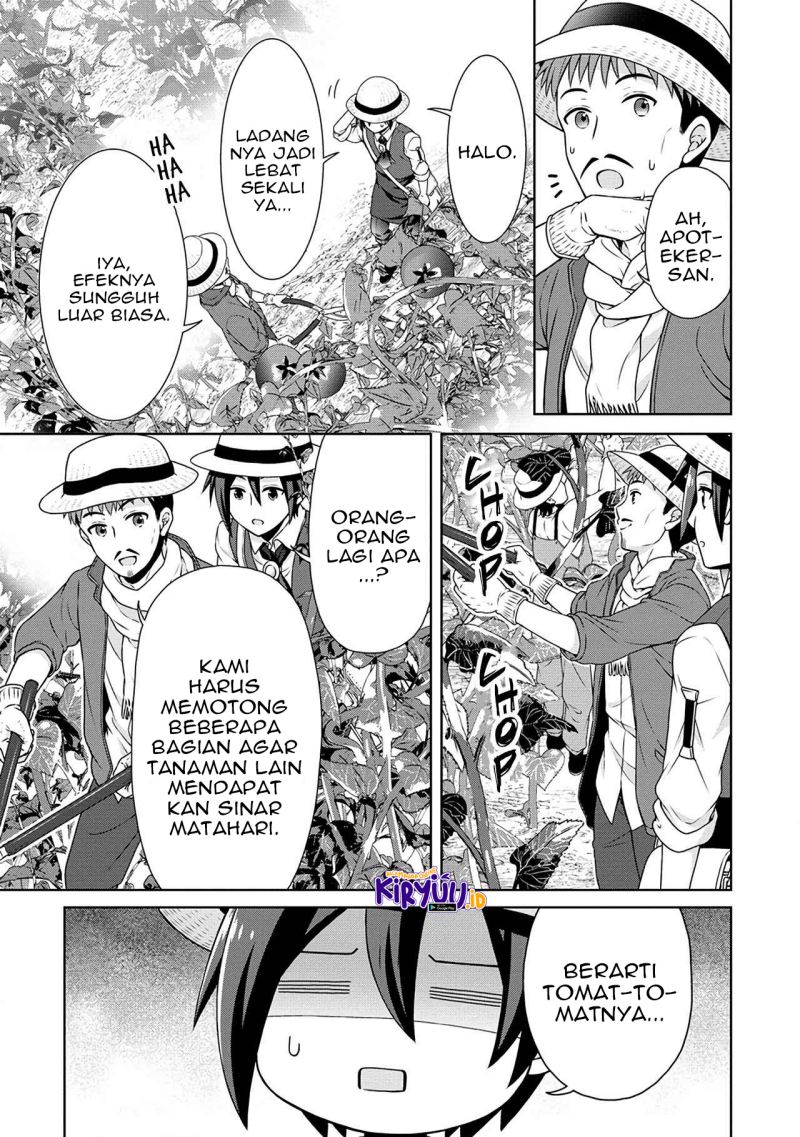 AH,
APOT-
EKER-
SAN.
HALO.
LADANG
NYA JADI
LEBAT
SEKALI
YA...
HA
HA
HA
IYA,
EFEKNYA
SUNGGUH
LUAR BIASA.
CHOP
CHOP
ORANG-
ORANG
LAGI APA
...?
KAMI
HARUS
MEMOTONG
BEBERAPA
BAGIAN AGAR
TANAMAN LAIN
MENDAPAT
KAN SINAR
MATAHARI.
KIRYUU.ID
BERARTI
TOMAT-TO-
MATNYA...